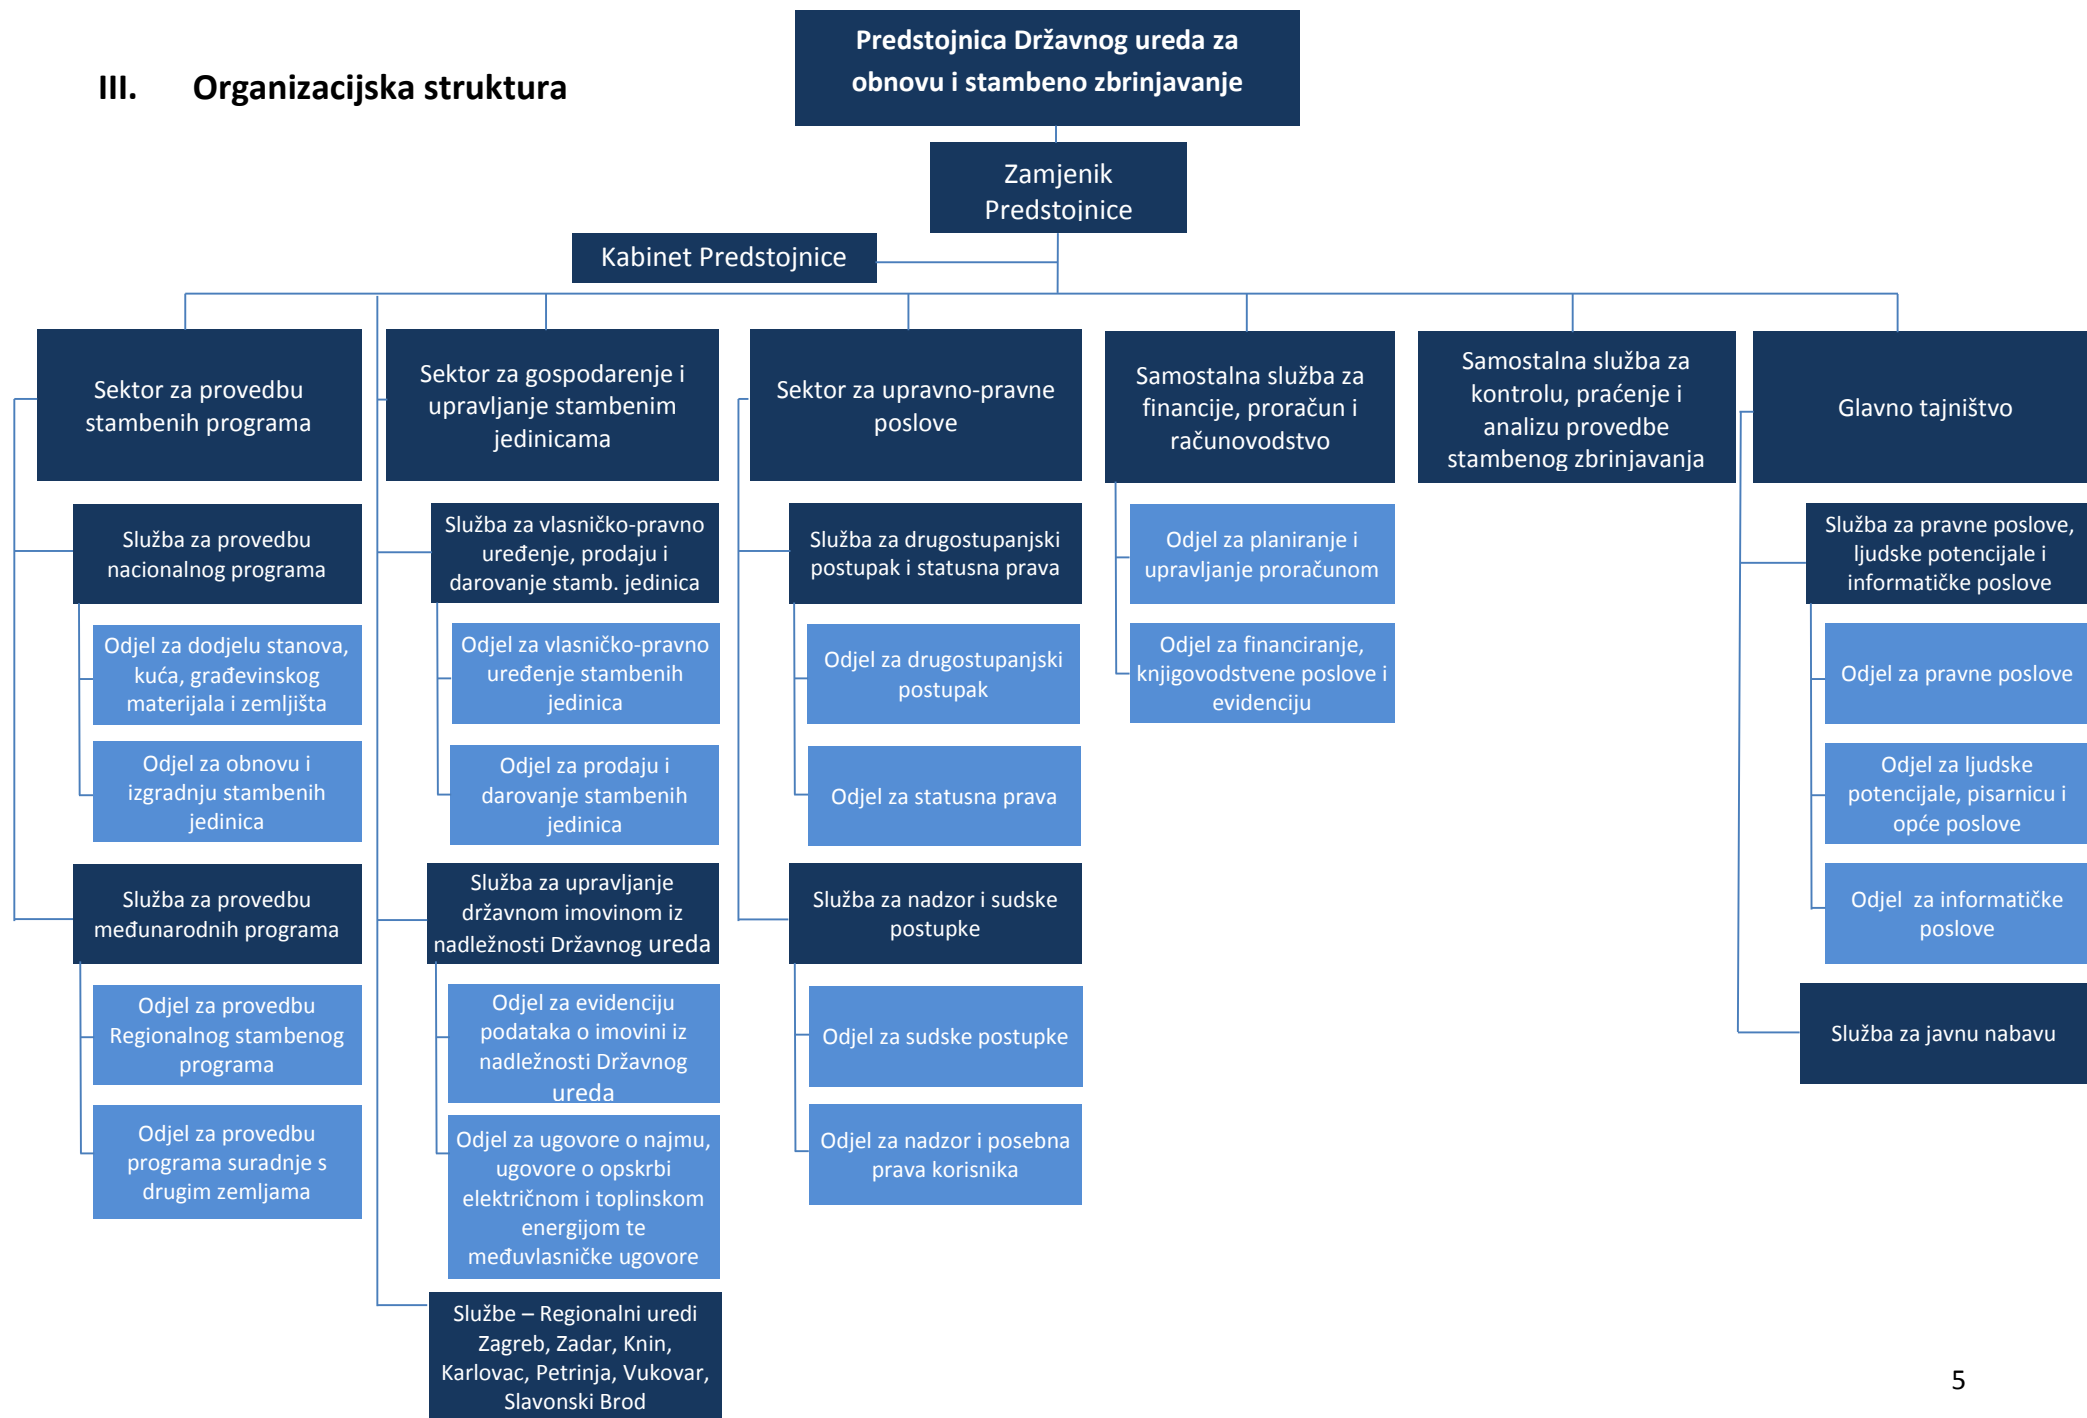 III. Organizacijska struktura
Predstojnica Državnog ureda za
obnovu i stambeno zbrinjavanje
Zamjenik
Predstojnice
Kabinet Predstojnice
Sektor za provedbu
stambenih programa
Služba za provedbu
nacionalnog programa
Odjel za dodjelu stanova,
kuća, građevinskog
materijala i zemljišta
Odjel za obnovu i
izgradnju stambenih
jedinica
Služba za provedbu
međunarodnih programa
Odjel za provedbu
Regionalnog stambenog
programa
Odjel za provedbu
programa suradnje s
drugim zemljama
Sektor za gospodarenje i
upravljanje stambenim
jedinicama
Služba za vlasničko-pravno
uređenje, prodaju i
darovanje stamb. jedinica
Odjel za vlasničko-pravno
uređenje stambenih
jedinica
Odjel za prodaju i
darovanje stambenih
jedinica
Služba za upravljanje
državnom imovinom iz
nadležnosti Državnog ureda
Odjel za evidenciju
podataka o imovini iz
nadležnosti Državnog
ureda
Odjel za ugovore o najmu,
ugovore o opskrbi
električnom i toplinskom
energijom te
međuvlasničke ugovore
Službe – Regionalni uredi
Zagreb, Zadar, Knin,
Karlovac, Petrinja, Vukovar,
Slavonski Brod
Sektor za upravno-pravne
poslove
Služba za drugostupanjski
postupak i statusna prava
Odjel za drugostupanjski
postupak
Odjel za statusna prava
Služba za nadzor i sudske
postupke
Odjel za sudske postupke
Odjel za nadzor i posebna
prava korisnika
Samostalna služba za
financije, proračun i
računovodstvo
Odjel za planiranje i
upravljanje proračunom
Odjel za financiranje,
knjigovodstvene poslove i
evidenciju
Samostalna služba za
kontrolu, praćenje i
analizu provedbe
stambenog zbrinjavanja
Glavno tajništvo
Služba za pravne poslove,
ljudske potencijale i
informatičke poslove
Odjel za pravne poslove
Odjel za ljudske
potencijale, pisarnicu i
opće poslove
Odjel za informatičke
poslove
Služba za javnu nabavu
5